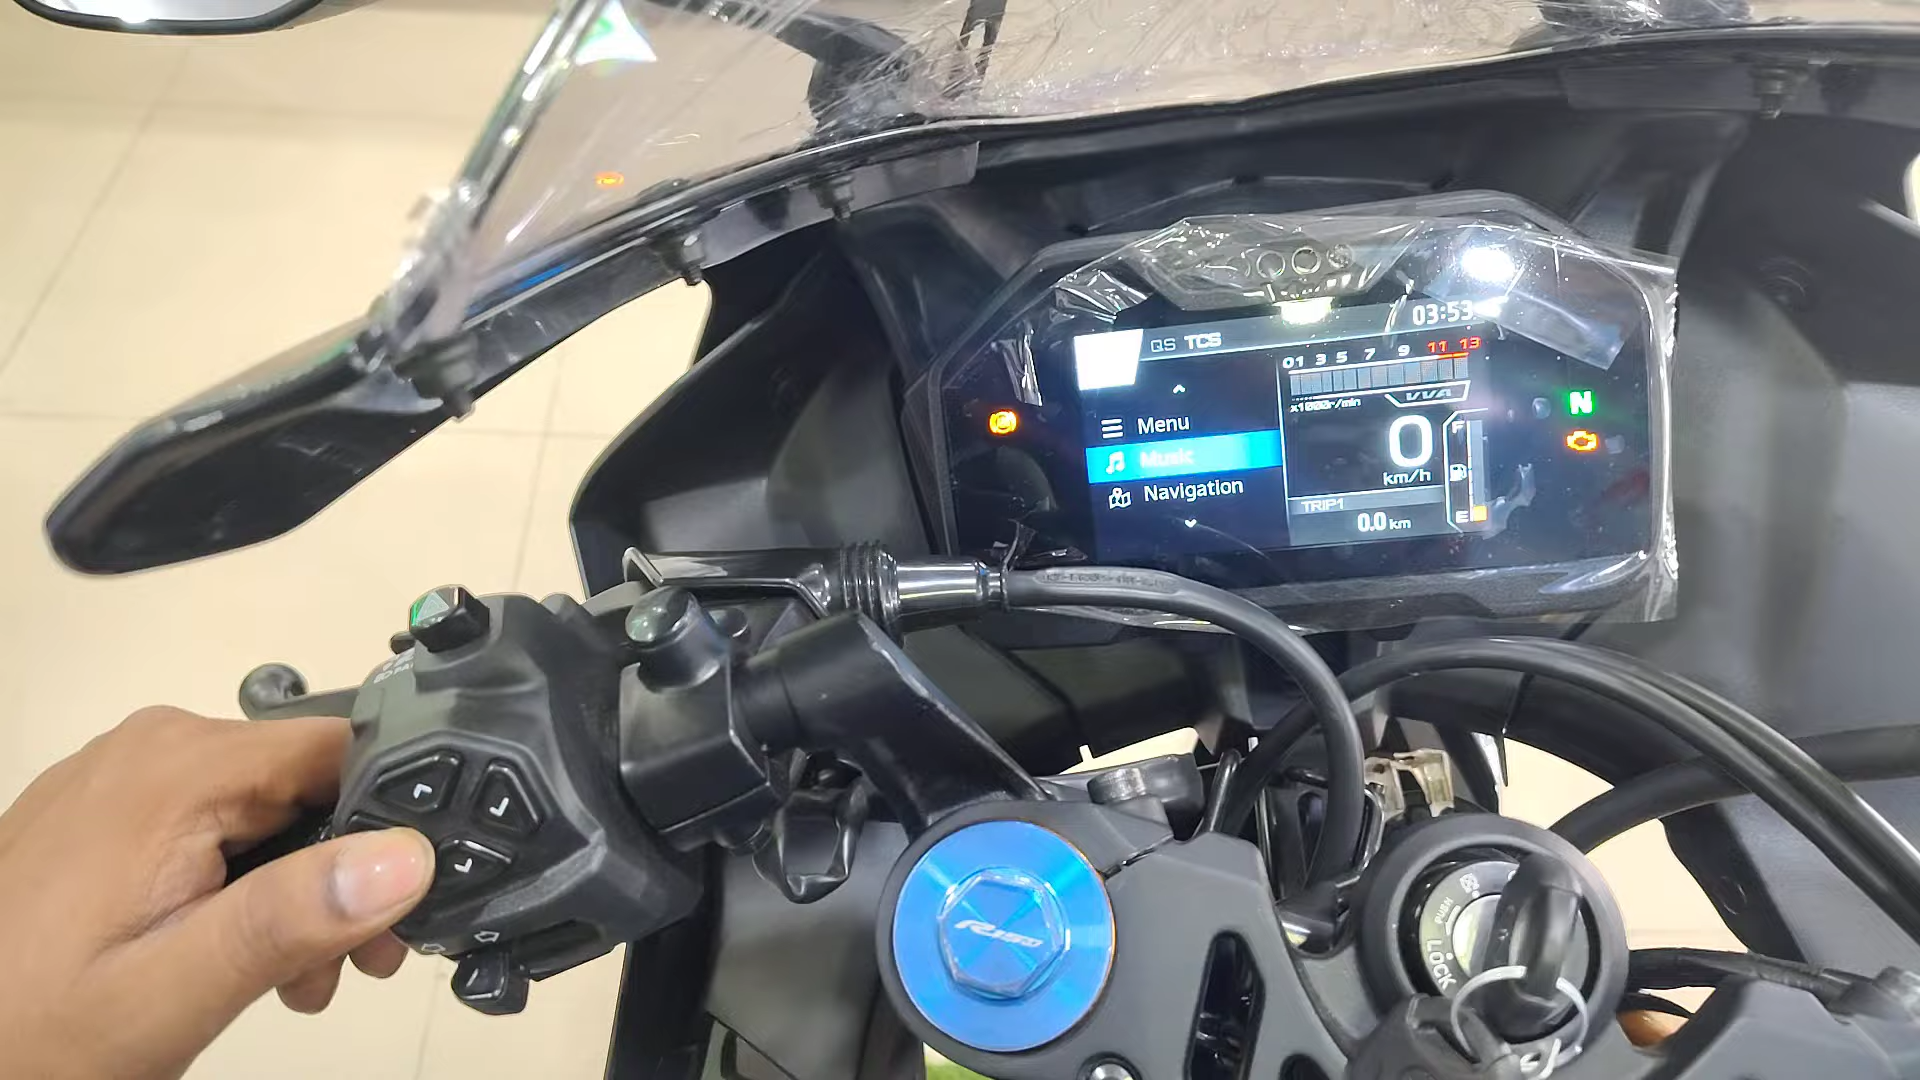 03:53
QS TCS
01 3 5 7 9 11 13
x1000r/min
VVA
Menu
Music
Navigation
0
km/h
F
E
TRIP1
0.0 km
N
R15
PUSH
LOCK